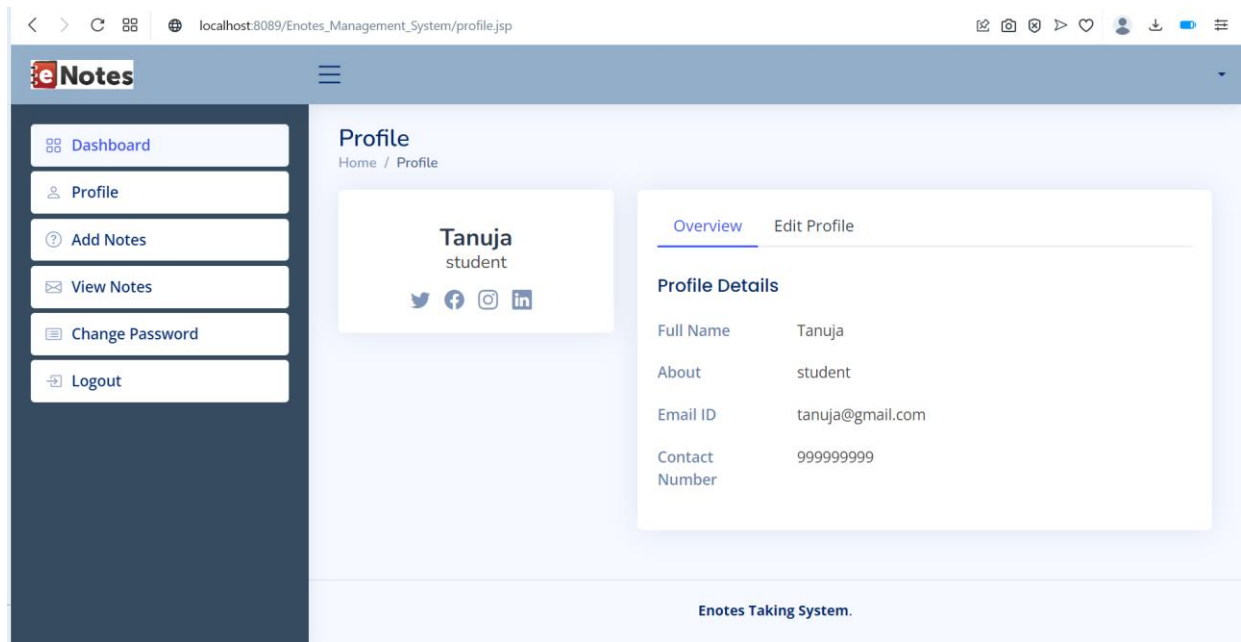 localhost:8089/Enotes_Management_System/profile.jsp
eNotes
Dashboard
Profile
Add Notes
View Notes
Change Password
Logout
Profile
Home / Profile
Tanuja
student
Overview Edit Profile
Profile Details
Full Name Tanuja
About student
Email ID tanuja@gmail.com
Contact 999999999
Number
Enotes Taking System.